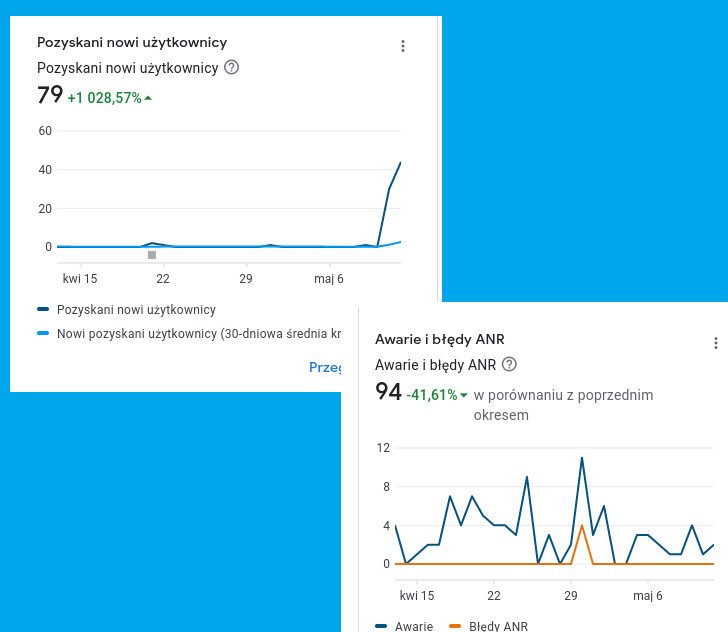 Pozyskani nowi użytkownicy
Pozyskani nowi użytkownicy ?
79 +1 028,57%
60
40
20
0
kwi 15 22 29 maj 6
Pozyskani nowi użytkownicy
Nowi pozyskani użytkownicy (30-dniowa średnia kr
Przeg
Awarie i błędy ANR
Awarie i błędy ANR ?
94 -41,61% w porównaniu z poprzednim
okresem
12
8
4
0
kwi 15 22 29 maj 6
Awarie Błędy ANR